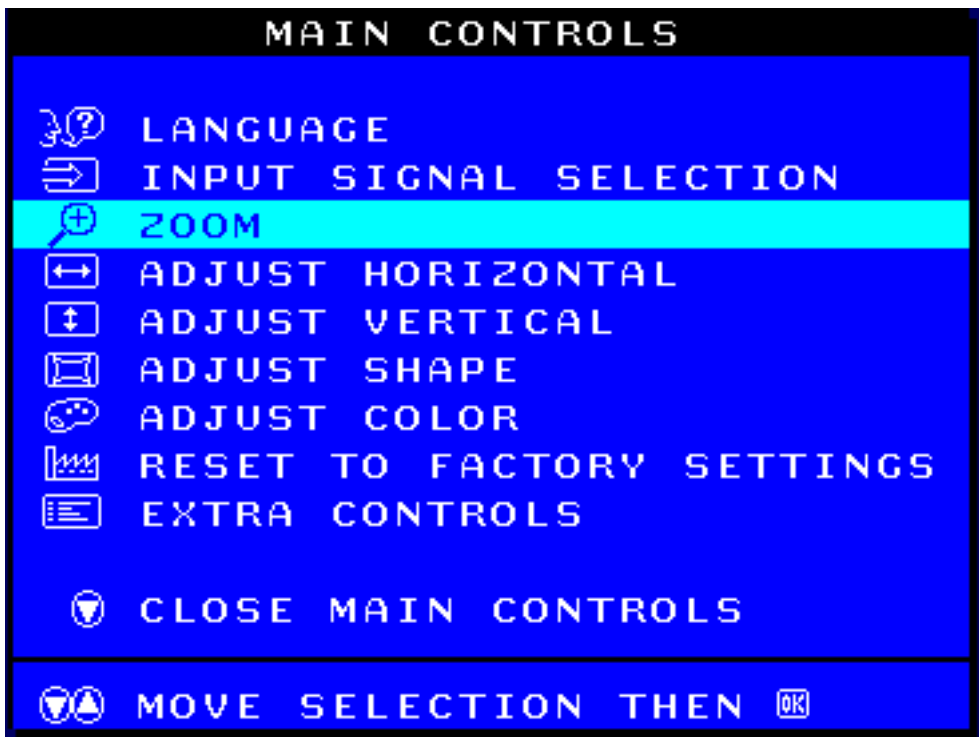 MAIN CONTROLS
LANGUAGE
INPUT SIGNAL SELECTION
ZOOM
ADJUST HORIZONTAL
ADJUST VERTICAL
ADJUST SHAPE
ADJUST COLOR
RESET TO FACTORY SETTINGS
EXTRA CONTROLS
CLOSE MAIN CONTROLS
MOVE SELECTION THEN OK